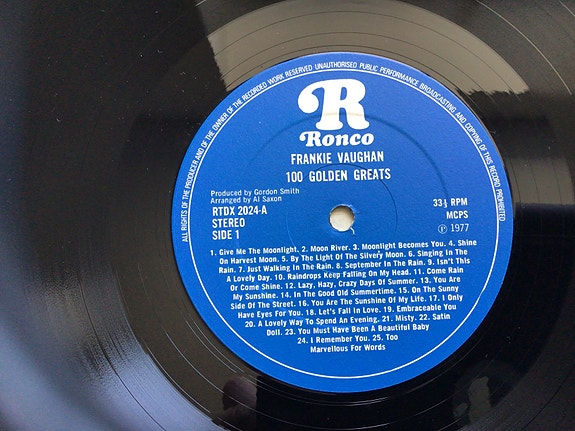 ALL RIGHTS OF THE PRODUCER AND OF THE OWNER OF THE RECORDED WORK RESERVED UNAUTHORISED PUBLIC PERFORMANCE BROADCASTING AND COPYING OF THIS RECORD PROHIBITED
R
Ronco
FRANKIE VAUGHAN
100 GOLDEN GREATS
Produced by Gordon Smith
Arranged by Al Saxon
RTDX 2024-A
STEREO
SIDE 1
33⅓ RPM
MCPS
℗ 1977
1. Give Me The Moonlight. 2. Moon River. 3. Moonlight Becomes You. 4. Shine
On Harvest Moon. 5. By The Light Of The Silvery Moon. 6. Singing In The
Rain. 7. Just Walking In The Rain. 8. September In The Rain. 9. Isn't This
A Lovely Day. 10. Raindrops Keep Falling On My Head. 11. Come Rain
Or Come Shine. 12. Lazy, Hazy, Crazy Days Of Summer. 13. You Are
My Sunshine. 14. In The Good Old Summertime. 15. On The Sunny
Side Of The Street. 16. You Are The Sunshine Of My Life. 17. I Only
Have Eyes For You. 18. Let's Fall In Love. 19. Embraceable You
20. A Lovely Way To Spend An Evening. 21. Misty. 22. Satin
Doll. 23. You Must Have Been A Beautiful Baby
24. I Remember You. 25. Too
Marvellous For Words